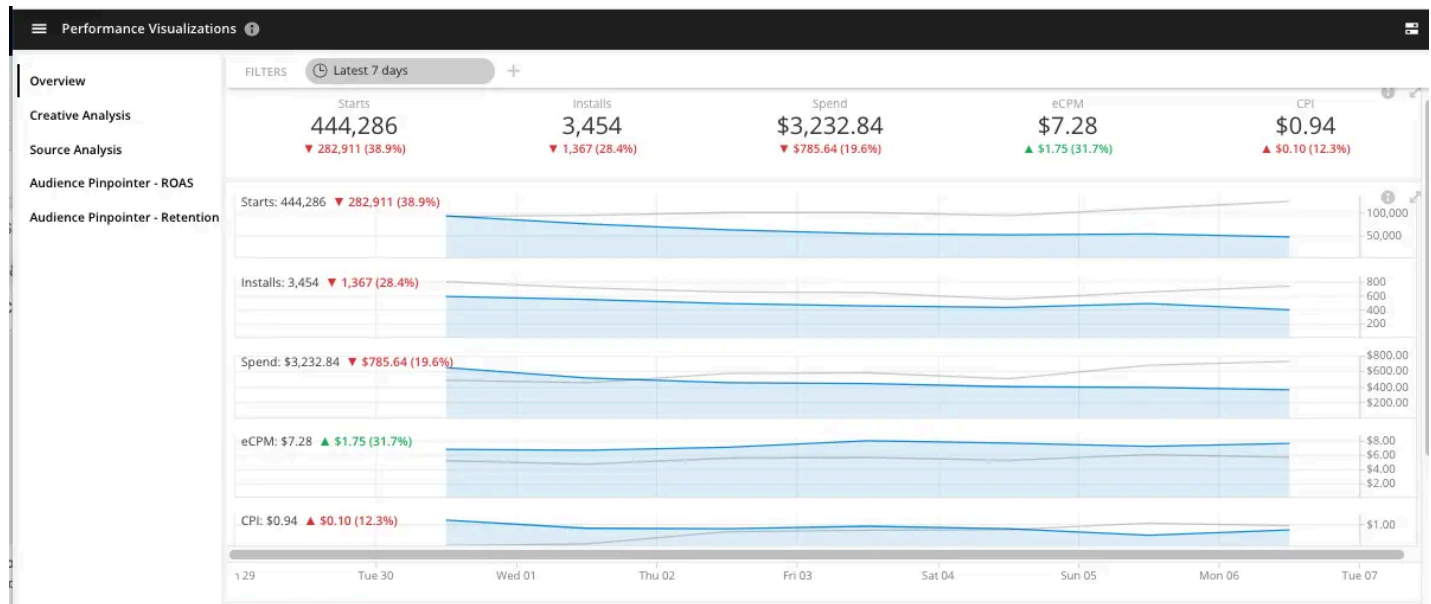 Performance Visualizations
Overview
Creative Analysis
Source Analysis
Audience Pinpointer - ROAS
Audience Pinpointer - Retention
FILTERS Latest 7 days +
Starts Installs Spend eCPM CPI
444,286 3,454 $3,232.84 $7.28 $0.94
▼ 282,911 (38.9%) ▼ 1,367 (28.4%) ▼ $785.64 (19.6%) ▲ $1.75 (31.7%) ▲ $0.10 (12.3%)
Starts: 444,286 ▼ 282,911 (38.9%)
100,000
50,000
Installs: 3,454 ▼ 1,367 (28.4%)
800
600
400
200
Spend: $3,232.84 ▼ $785.64 (19.6%)
$800.00
$600.00
$400.00
$200.00
eCPM: $7.28 ▲ $1.75 (31.7%)
$8.00
$6.00
$4.00
$2.00
CPI: $0.94 ▲ $0.10 (12.3%)
$1.00
29 Tue 30 Wed 01 Thu 02 Fri 03 Sat 04 Sun 05 Mon 06 Tue 07